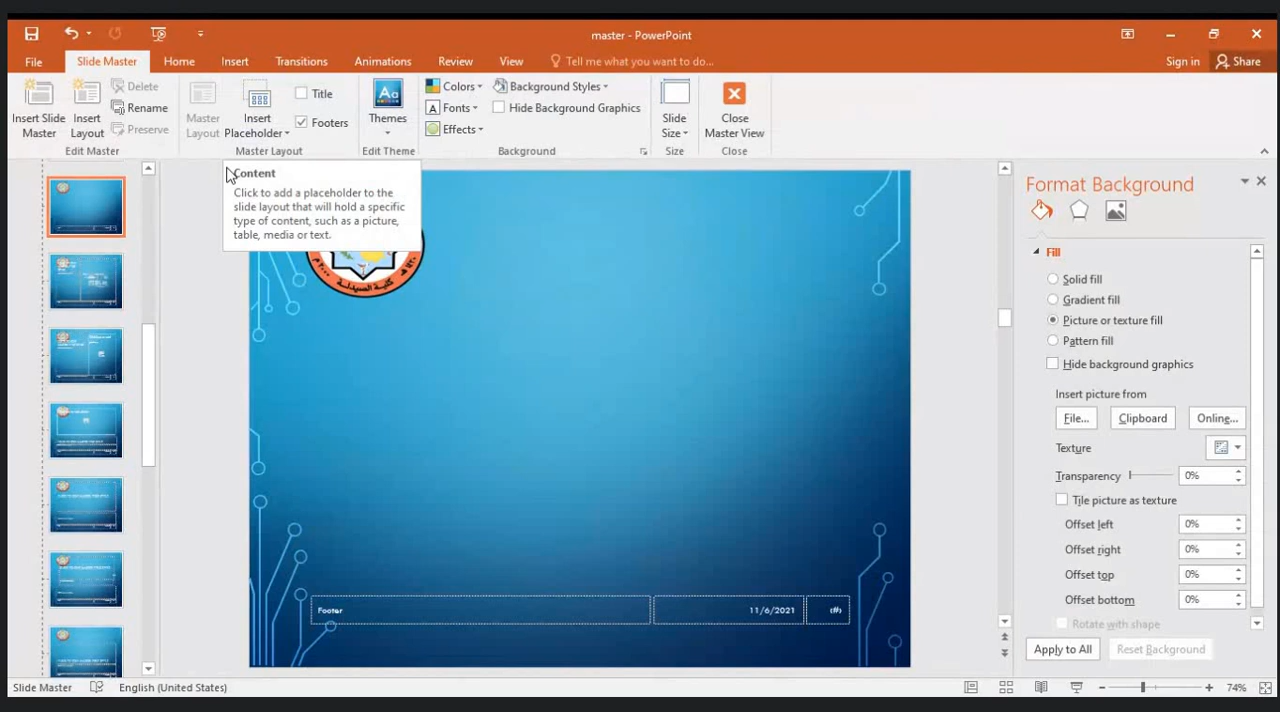 master - PowerPoint
File Slide Master Home Insert Transitions Animations Review View Tell me what you want to do... Sign in Share
Insert Slide Master
Insert Layout
Delete
Rename
Preserve
Edit Master
Master Layout
Insert Placeholder
Title
Footers
Master Layout
Themes
Edit Theme
Colors
Fonts
Effects
Background Styles
Hide Background Graphics
Background
Slide Size
Size
Close Master View
Close
Content
Click to add a placeholder to the
slide layout that will hold a specific
type of content, such as a picture,
table, media or text.
كلية الصيدلة
Footer
11/6/2021
‹#›
Format Background
Fill
Solid fill
Gradient fill
Picture or texture fill
Pattern fill
Hide background graphics
Insert picture from
File... Clipboard Online...
Texture
Transparency 0%
Tile picture as texture
Offset left 0%
Offset right 0%
Offset top 0%
Offset bottom 0%
Rotate with shape
Apply to All Reset Background
Slide Master English (United States) 74%